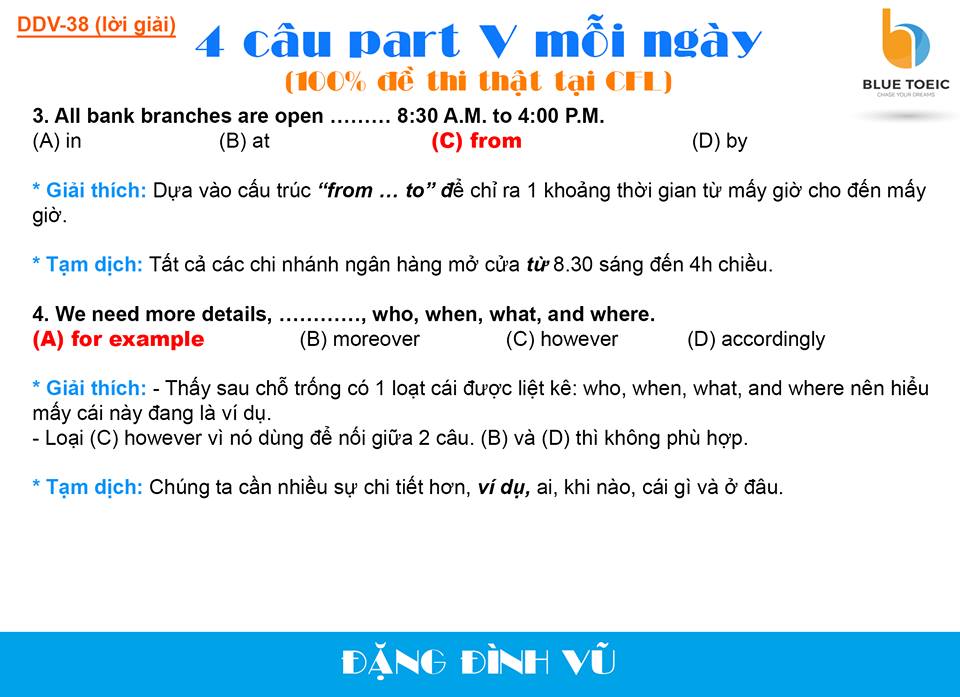 DDV-38 (lời giải)
4 câu part V mỗi ngày
(100% đề thi thật tại CFL)
BLUE TOEIC
CHASE YOUR DREAMS
3. All bank branches are open ……… 8:30 A.M. to 4:00 P.M.
(A) in (B) at (C) from (D) by
* Giải thích: Dựa vào cấu trúc “from … to” để chỉ ra 1 khoảng thời gian từ mấy giờ cho đến mấy
giờ.
* Tạm dịch: Tất cả các chi nhánh ngân hàng mở cửa từ 8.30 sáng đến 4h chiều.
4. We need more details, …………, who, when, what, and where.
(A) for example (B) moreover (C) however (D) accordingly
* Giải thích: - Thấy sau chỗ trống có 1 loạt cái được liệt kê: who, when, what, and where nên hiểu
mấy cái này đang là ví dụ.
- Loại (C) however vì nó dùng để nối giữa 2 câu. (B) và (D) thì không phù hợp.
* Tạm dịch: Chúng ta cần nhiều sự chi tiết hơn, ví dụ, ai, khi nào, cái gì và ở đâu.
ĐẶNG ĐÌNH VŨ